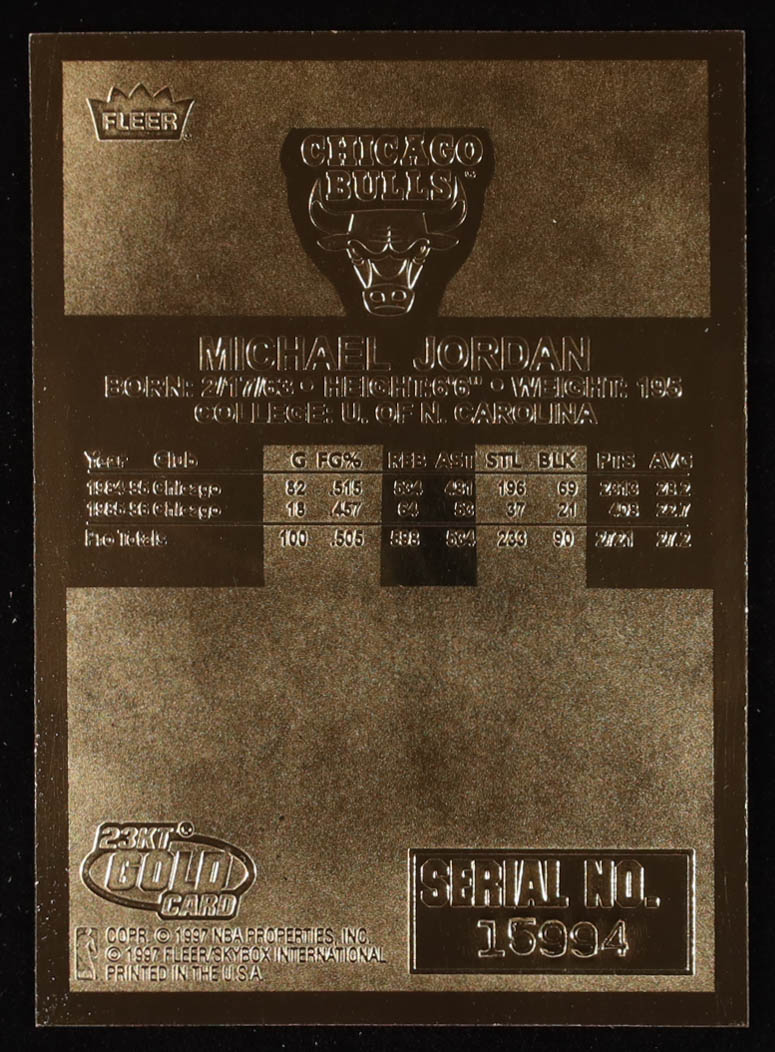 FLEER
CHICAGO
BULLS™
MICHAEL JORDAN
BORN: 2/17/63 • HEIGHT:6'6" • WEIGHT: 195
COLLEGE: U. OF N. CAROLINA
Year Club G FG% REB AST STL BLK PTS AVG
1984-85 Chicago 82 .515 534 481 196 69 2313 28.2
1985-86 Chicago 18 .457 64 53 37 21 408 22.7
Pro Totals 100 .505 598 534 233 90 2721 27.2
23KT
GOLD
CARD
SERIAL NO.
15994
COPR. © 1997 NBA PROPERTIES, INC.
© 1997 FLEER/SKYBOX INTERNATIONAL
PRINTED IN THE U.S.A.